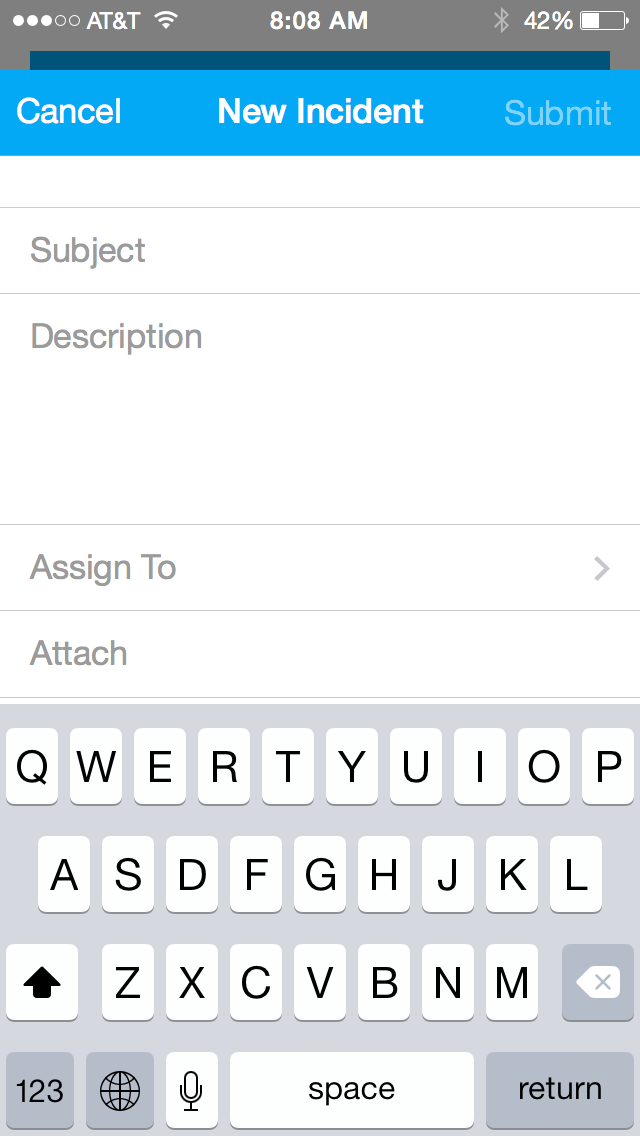 AT&T 8:08 AM 42%
Cancel New Incident Submit
Subject
Description
Assign To
Attach
Q W E R T Y U I O P
A S D F G H J K L
Z X C V B N M
123 space return